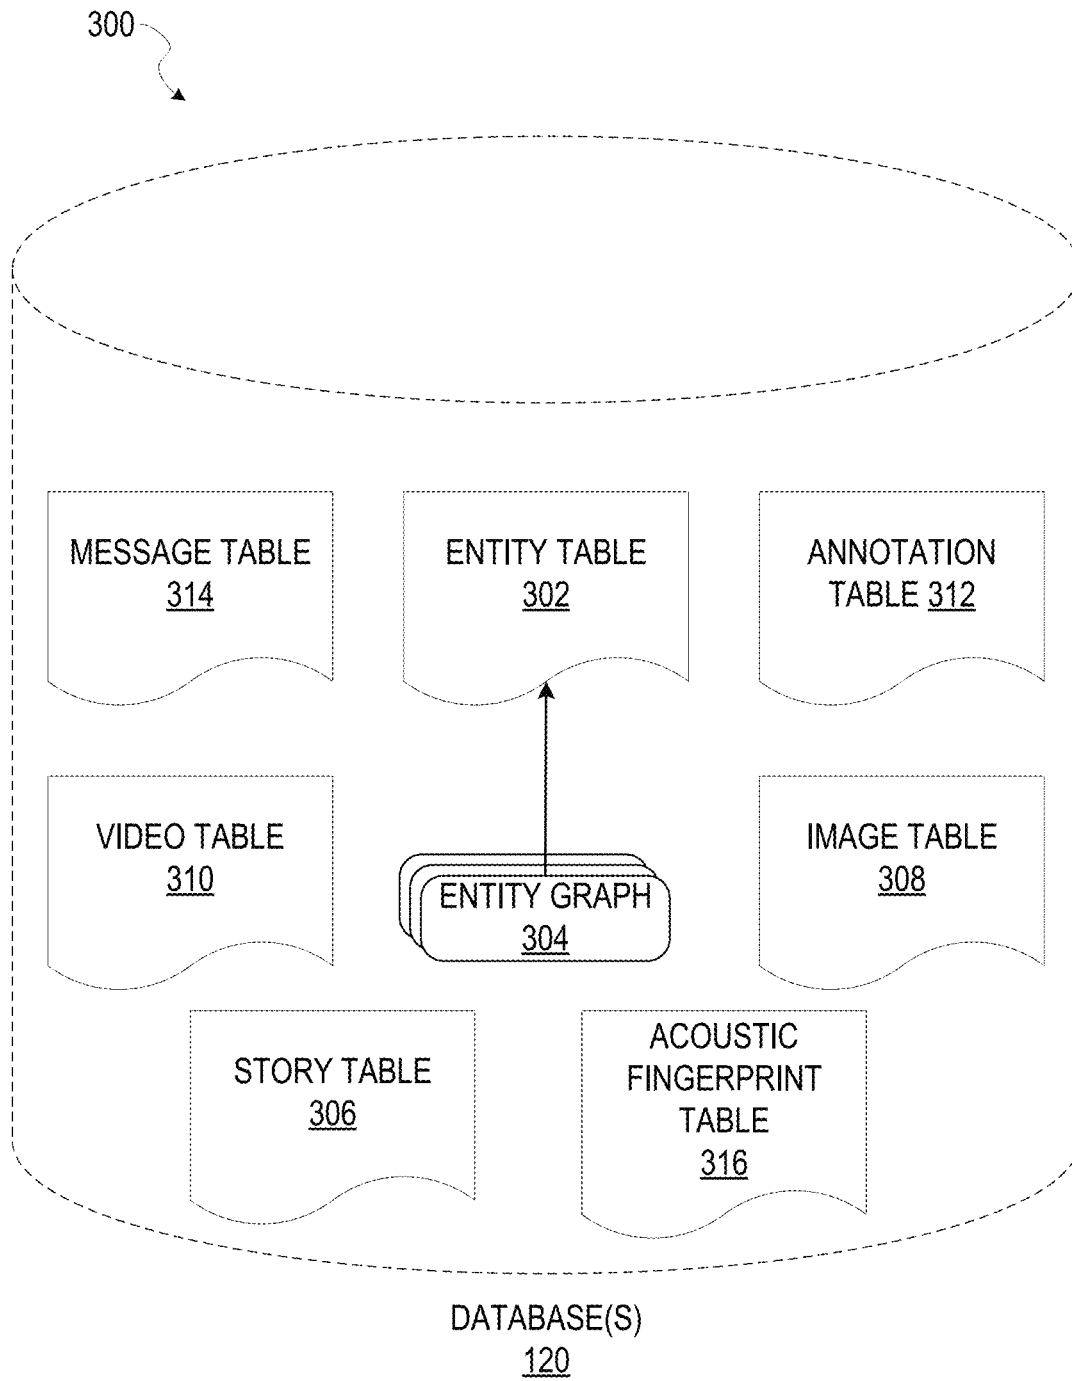 300
MESSAGE TABLE
314
ENTITY TABLE
302
ANNOTATION
TABLE 312
VIDEO TABLE
310
ENTITY GRAPH
304
IMAGE TABLE
308
STORY TABLE
306
ACOUSTIC
FINGERPRINT
TABLE
316
DATABASE(S)
120